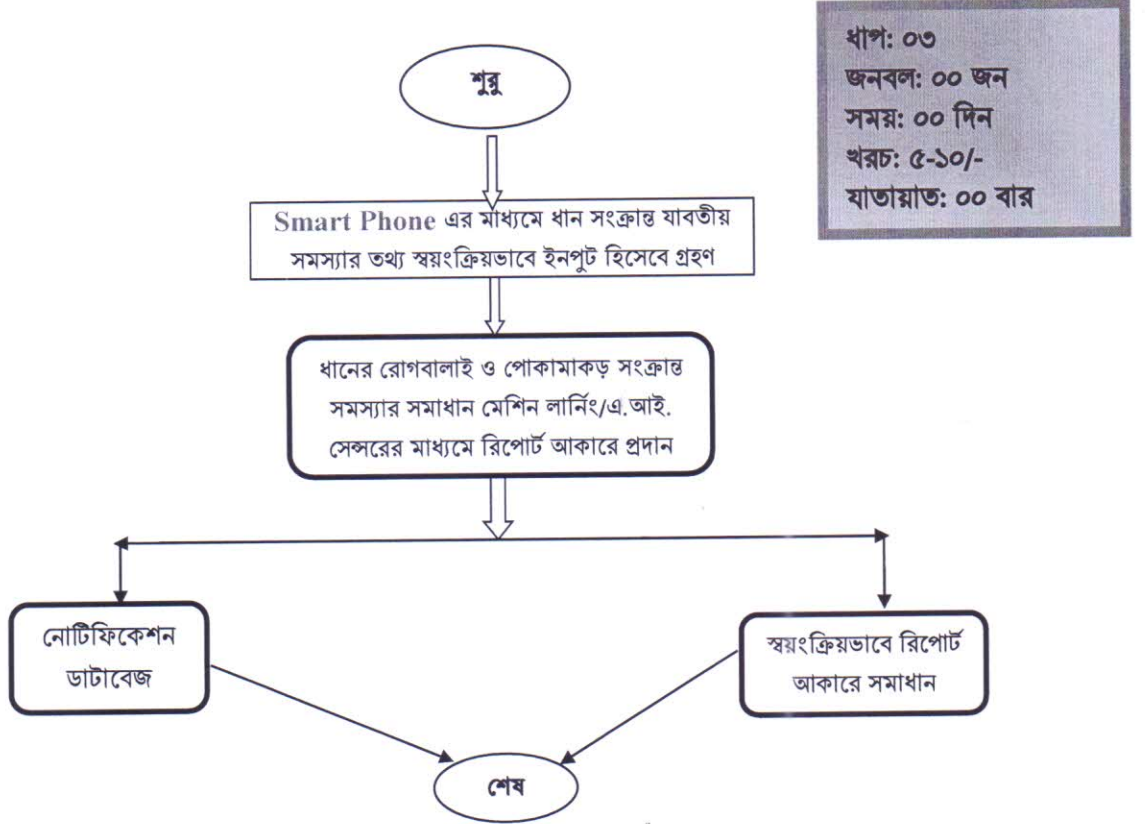 ধাপ: ০৩
জনবল: ০০ জন
সময়: ০০ দিন
খরচ: ৫-১০/-
যাতায়াত: ০০ বার
শুরু
Smart Phone এর মাধ্যমে ধান সংক্রান্ত যাবতীয়
সমস্যার তথ্য স্বয়ংক্রিয়ভাবে ইনপুট হিসেবে গ্রহণ
ধানের রোগবালাই ও পোকামাকড় সংক্রান্ত
সমস্যার সমাধান মেশিন লার্নিং/এ.আই.
সেন্সরের মাধ্যমে রিপোর্ট আকারে প্রদান
নোটিফিকেশন
ডাটাবেজ
স্বয়ংক্রিয়ভাবে রিপোর্ট
আকারে সমাধান
শেষ